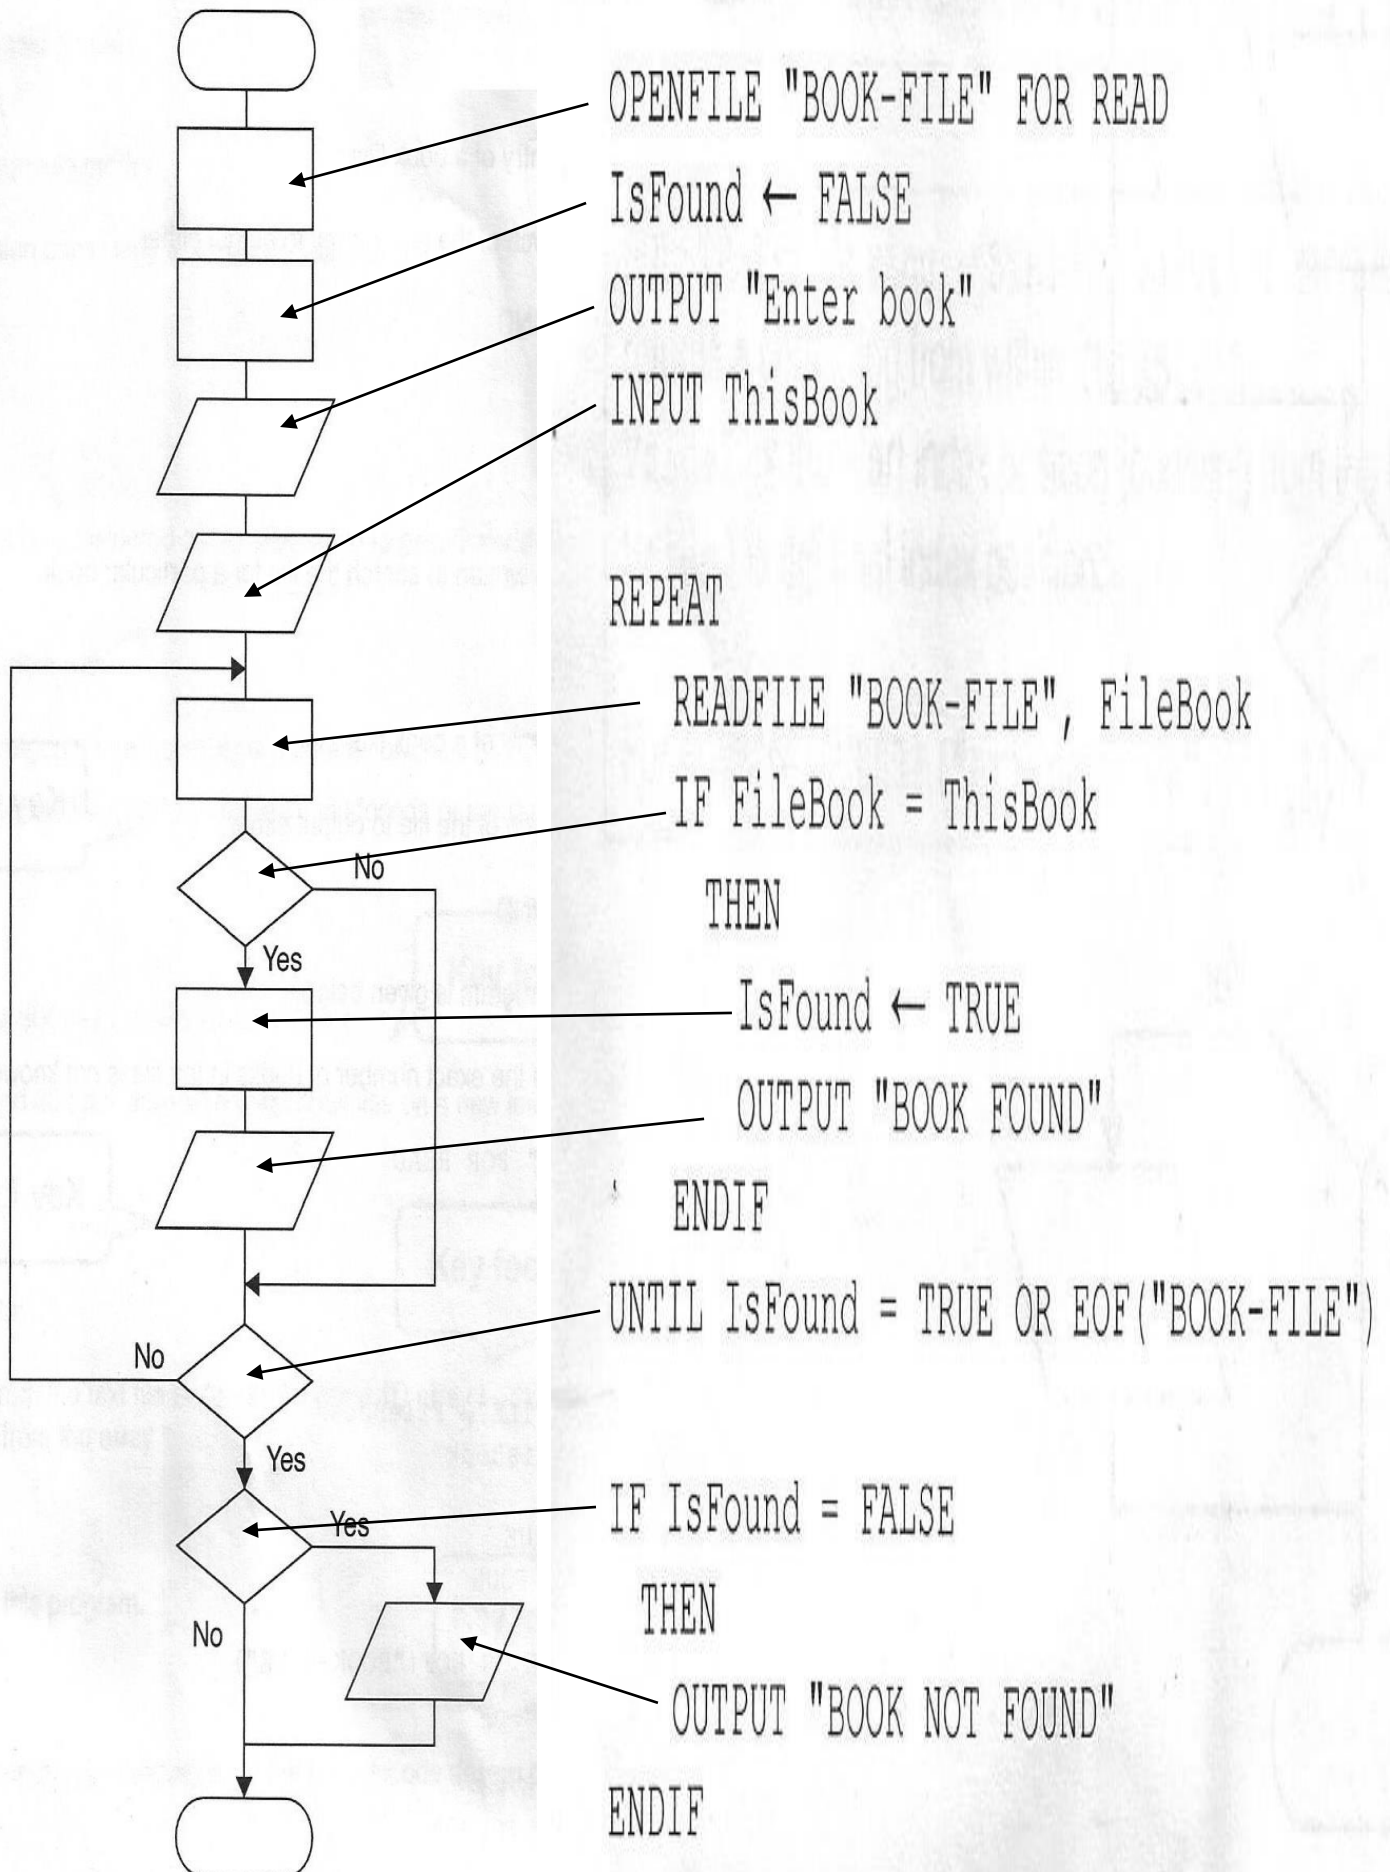 OPENFILE "BOOK-FILE" FOR READ
IsFound ← FALSE
OUTPUT "Enter book"
INPUT ThisBook
REPEAT
READFILE "BOOK-FILE", FileBook
IF FileBook = ThisBook
No
THEN
Yes
IsFound ← TRUE
OUTPUT "BOOK FOUND"
ENDIF
UNTIL IsFound = TRUE OR EOF("BOOK-FILE")
No
Yes
IF IsFound = FALSE
Yes
THEN
No
OUTPUT "BOOK NOT FOUND"
ENDIF